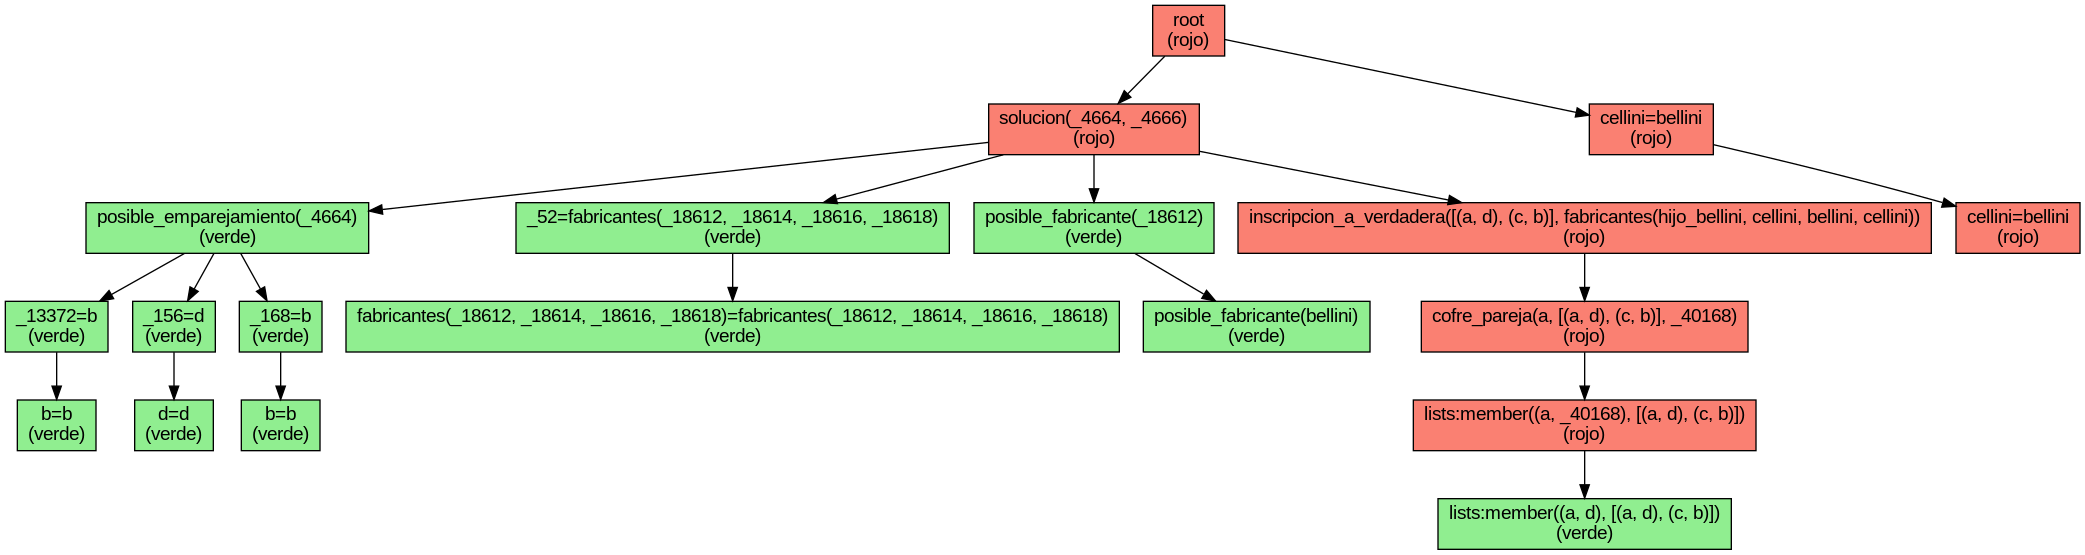 root
(rojo)
solucion(_4664, _4666)
(rojo)
cellini=bellini
(rojo)
posible_emparejamiento(_4664)
(verde)
_52=fabricantes(_18612, _18614, _18616, _18618)
(verde)
posible_fabricante(_18612)
(verde)
inscripcion_a_verdadera([(a, d), (c, b)], fabricantes(hijo_bellini, cellini, bellini, cellini))
(rojo)
cellini=bellini
(rojo)
_13372=b
(verde)
_156=d
(verde)
_168=b
(verde)
fabricantes(_18612, _18614, _18616, _18618)=fabricantes(_18612, _18614, _18616, _18618)
(verde)
posible_fabricante(bellini)
(verde)
cofre_pareja(a, [(a, d), (c, b)], _40168)
(rojo)
b=b
(verde)
d=d
(verde)
b=b
(verde)
lists:member((a, _40168), [(a, d), (c, b)])
(rojo)
lists:member((a, d), [(a, d), (c, b)])
(verde)